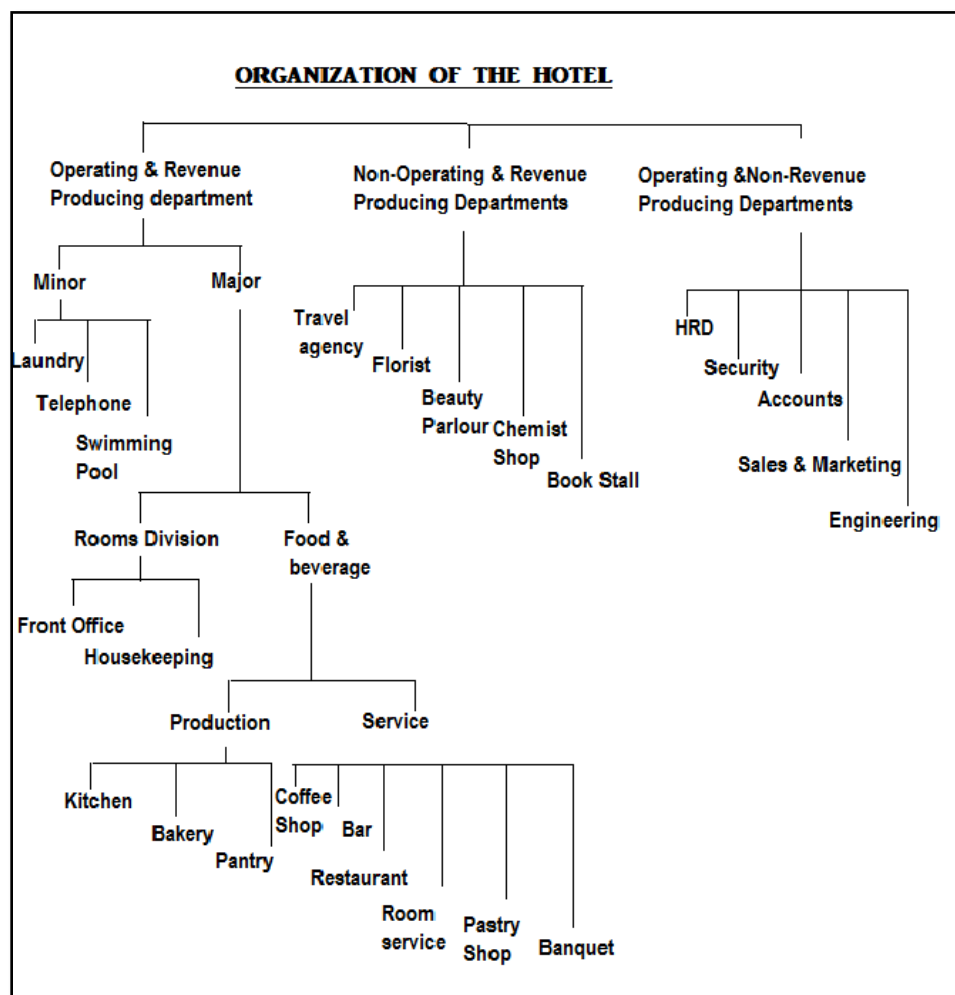 ORGANIZATION OF THE HOTEL
Operating & Revenue
Producing department
Non-Operating & Revenue
Producing Departments
Operating &Non-Revenue
Producing Departments
Minor
Major
Laundry
Telephone
Swimming
Pool
Travel
agency
Florist
Beauty
Parlour
Chemist
Shop
Book Stall
HRD
Security
Accounts
Sales & Marketing
Engineering
Rooms Division
Food &
beverage
Front Office
Housekeeping
Production
Service
Kitchen
Bakery
Pantry
Coffee
Shop
Bar
Restaurant
Room
service
Pastry
Shop
Banquet